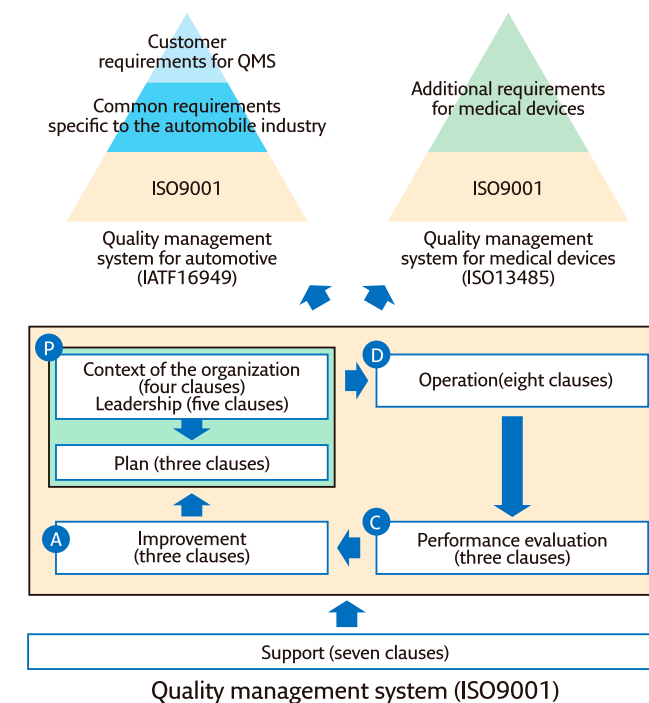 Customer
requirements for QMS
Common requirements
specific to the automobile industry
ISO9001
Quality management
system for automotive
(IATF16949)
Additional requirements
for medical devices
ISO9001
Quality management
system for medical devices
(ISO13485)
P
Context of the organization
(four clauses)
Leadership (five clauses)
Plan (three clauses)
D
Operation(eight clauses)
A
Improvement
(three clauses)
C
Performance evaluation
(three clauses)
Support (seven clauses)
Quality management system (ISO9001)